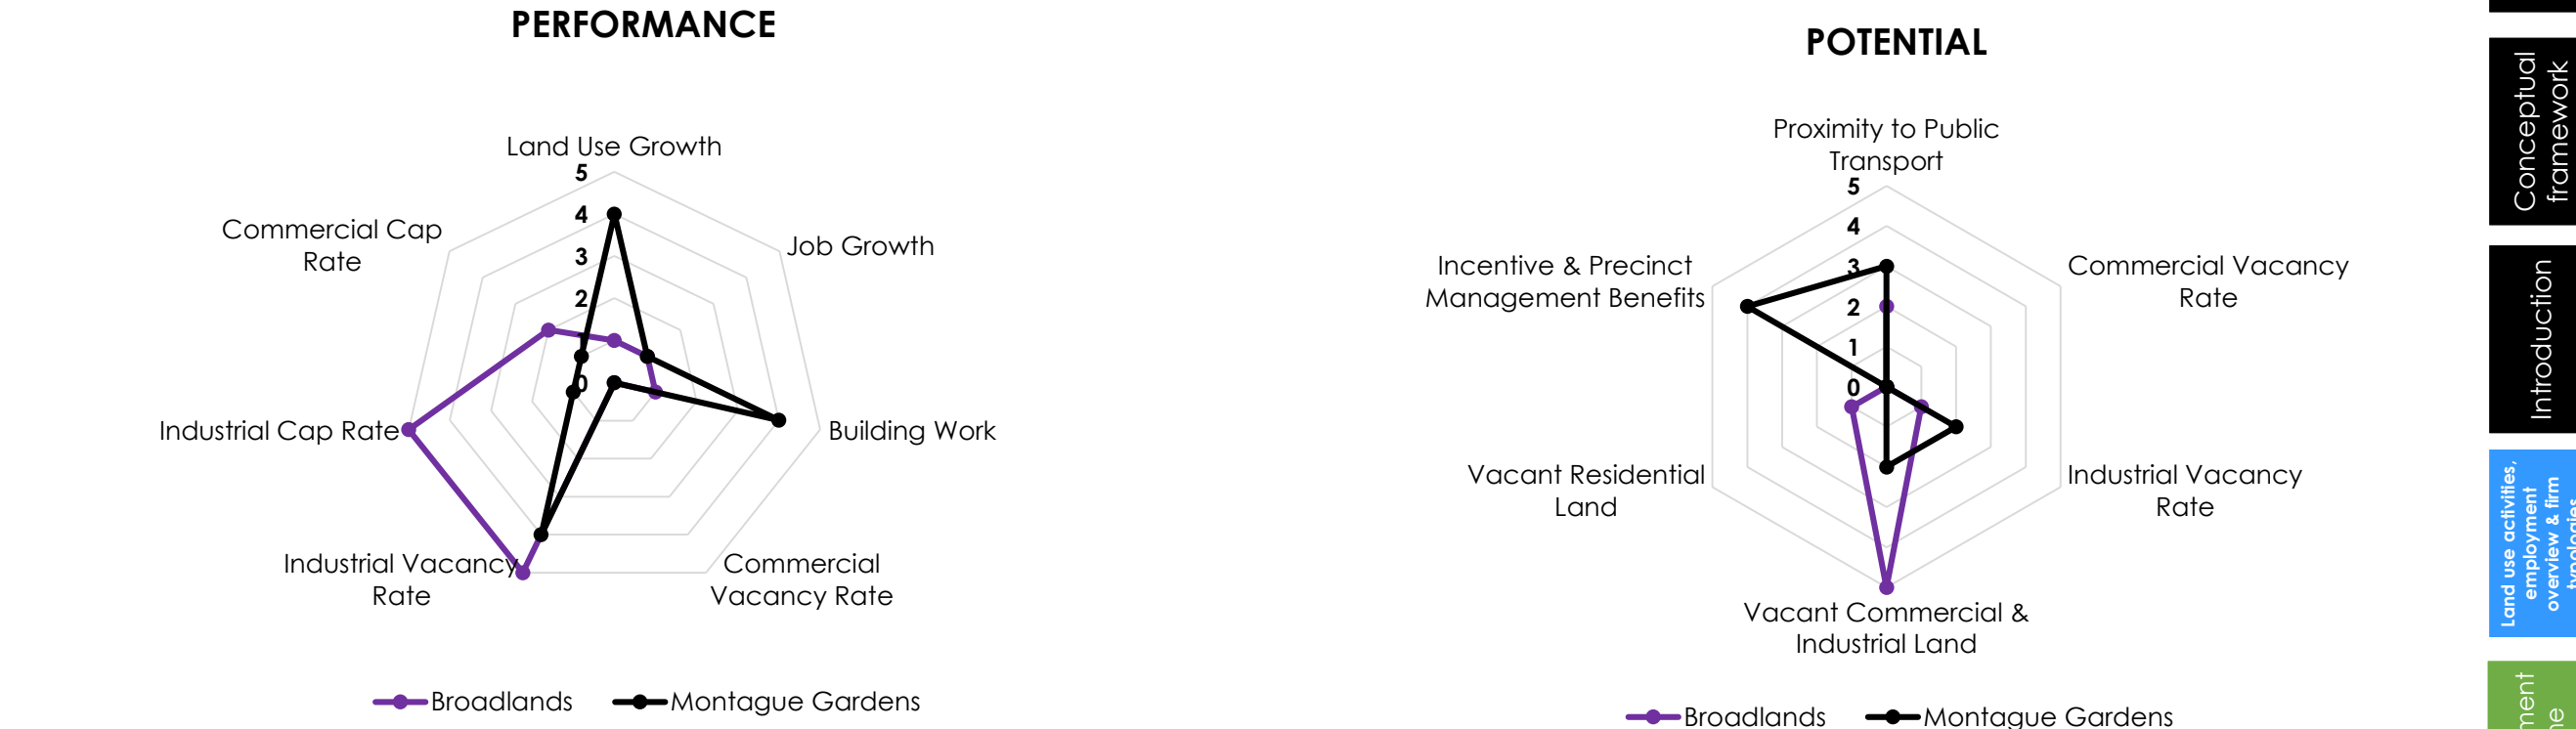 PERFORMANCE
Land Use Growth
5
4
3
2
0
Job Growth
Building Work
Commercial
Vacancy Rate
Industrial Vacancy
Rate
Industrial Cap Rate
Commercial Cap
Rate
Broadlands
Montague Gardens
POTENTIAL
Proximity to Public
Transport
5
4
3
2
1
0
Commercial Vacancy
Rate
Industrial Vacancy
Rate
Vacant Commercial &
Industrial Land
Vacant Residential
Land
Incentive & Precinct
Management Benefits
Broadlands
Montague Gardens
Conceptual
framework
Introduction
Land use activities,
employment
overview & firm